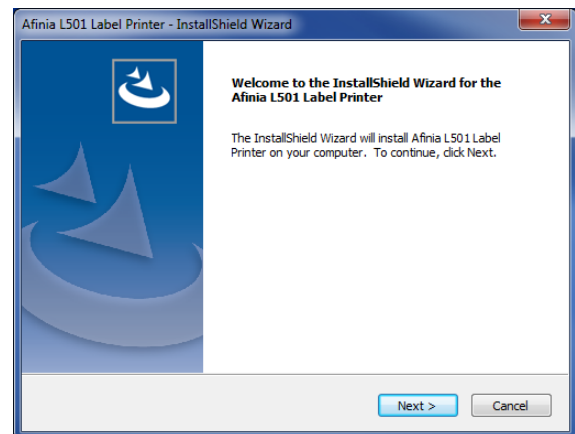 Afinia L501 Label Printer - InstallShield Wizard
Welcome to the InstallShield Wizard for the
Afinia L501 Label Printer
The InstallShield Wizard will install Afinia L501 Label
Printer on your computer. To continue, click Next.
Next >
Cancel